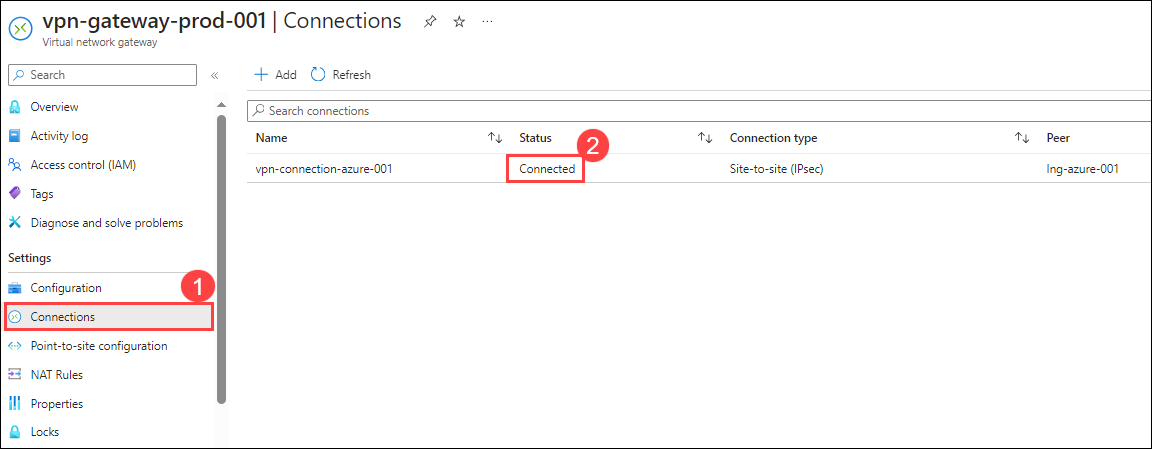 vpn-gateway-prod-001 | Connections
Virtual network gateway
Search
Overview
Activity log
Access control (IAM)
Tags
Diagnose and solve problems
Settings
Configuration
1
Connections
Point-to-site configuration
NAT Rules
Properties
Locks
Add Refresh
Search connections
Name Status Connection type Peer
2
vpn-connection-azure-001 Connected Site-to-site (IPsec) lng-azure-001